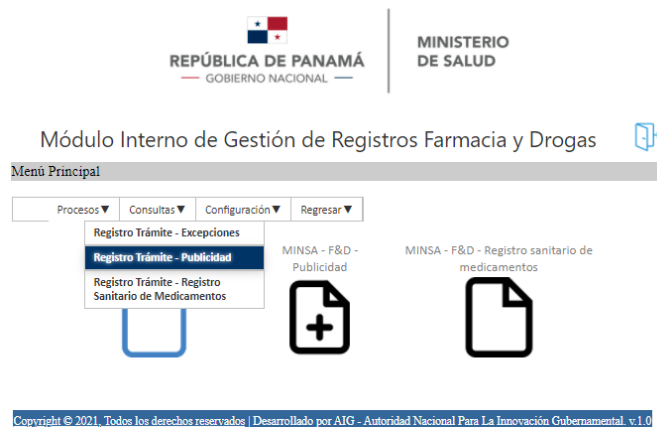 REPÚBLICA DE PANAMÁ
GOBIERNO NACIONAL
MINISTERIO
DE SALUD
Módulo Interno de Gestión de Registros Farmacia y Drogas
Menú Principal
Procesos▼ Consultas▼ Configuración▼ Regresar▼
Registro Trámite - Excepciones
Registro Trámite - Publicidad
Registro Trámite - Registro
Sanitario de Medicamentos
MINSA - F&D -
Publicidad
MINSA - F&D - Registro sanitario de
medicamentos
Copyright © 2021, Todos los derechos reservados | Desarrollado por AIG - Autoridad Nacional Para La Innovación Gubernamental. v.1.0